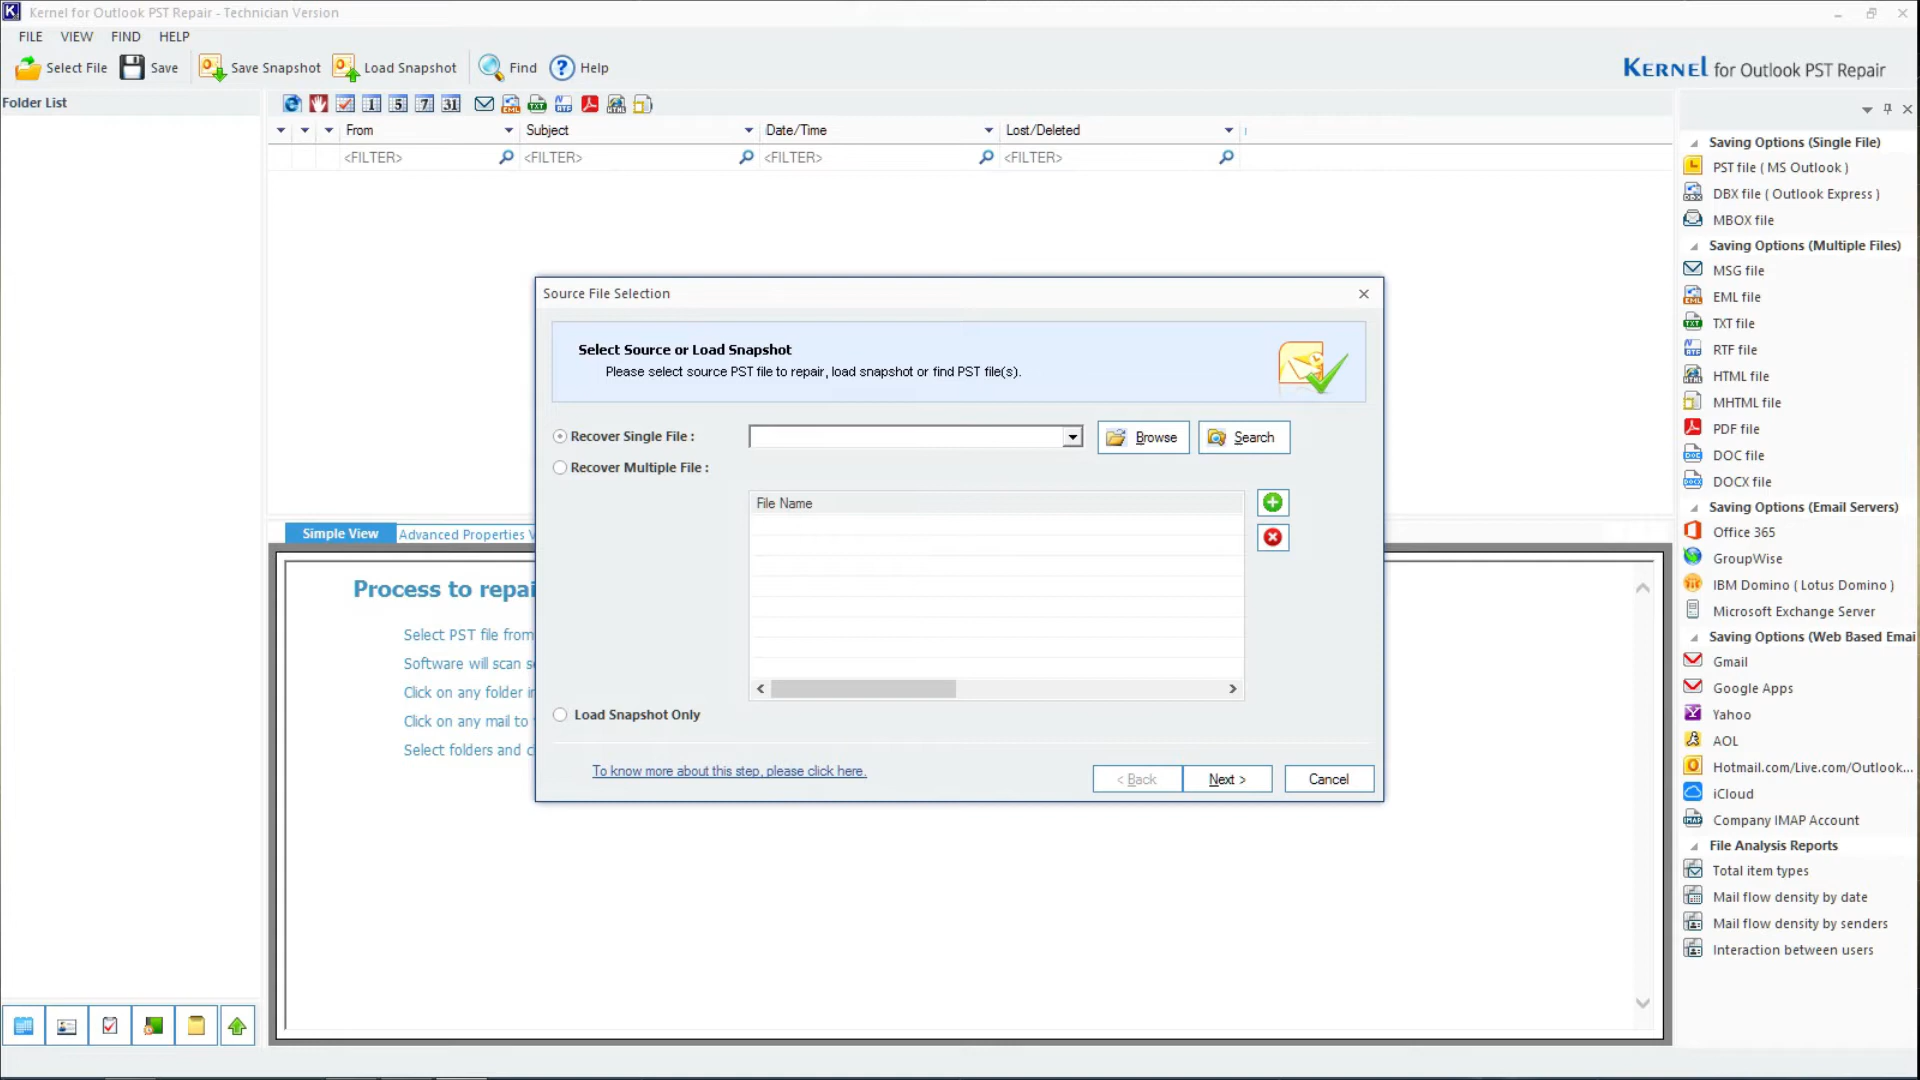 Kernel for Outlook PST Repair - Technician Version
FILE VIEW FIND HELP
Select File Save Save Snapshot Load Snapshot Find Help
KERNEL for Outlook PST Repair
Folder List
From Subject Date/Time Lost/Deleted
<FILTER> <FILTER> <FILTER> <FILTER>
Source File Selection
Select Source or Load Snapshot
Please select source PST file to repair, load snapshot or find PST file(s).
Recover Single File :
Browse
Search
Recover Multiple File :
File Name
Load Snapshot Only
To know more about this step, please click here.
< Back
Next >
Cancel
Simple View Advanced Properties V
Process to repai
Select PST file from
Software will scan s
Click on any folder i
Click on any mail to
Select folders and c
Saving Options (Single File)
PST file ( MS Outlook )
DBX file ( Outlook Express )
MBOX file
Saving Options (Multiple Files)
MSG file
EML file
TXT file
RTF file
HTML file
MHTML file
PDF file
DOC file
DOCX file
Saving Options (Email Servers)
Office 365
GroupWise
IBM Domino ( Lotus Domino )
Microsoft Exchange Server
Saving Options (Web Based Emai
Gmail
Google Apps
Yahoo
AOL
Hotmail.com/Live.com/Outlook...
iCloud
Company IMAP Account
File Analysis Reports
Total item types
Mail flow density by date
Mail flow density by senders
Interaction between users